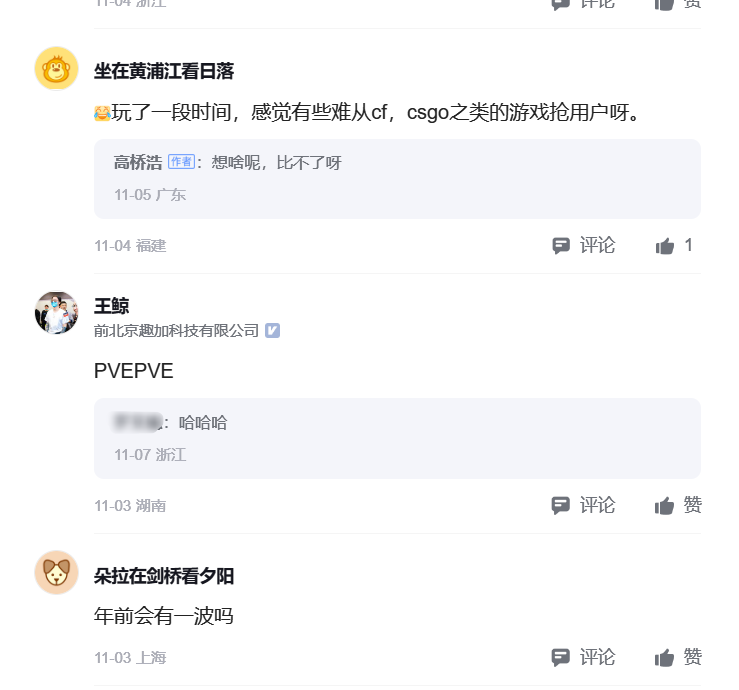 11-04 浙江 评论 赞
坐在黄浦江看日落
玩了一段时间，感觉有些难从cf，csgo之类的游戏抢用户呀。
高桥浩 作者：想啥呢，比不了呀
11-05 广东
11-04 福建 评论 1
王鲸
前北京趣加科技有限公司
PVEPVE
：哈哈哈
11-07 浙江
11-03 湖南 评论 赞
朵拉在剑桥看夕阳
年前会有一波吗
11-03 上海 评论 赞